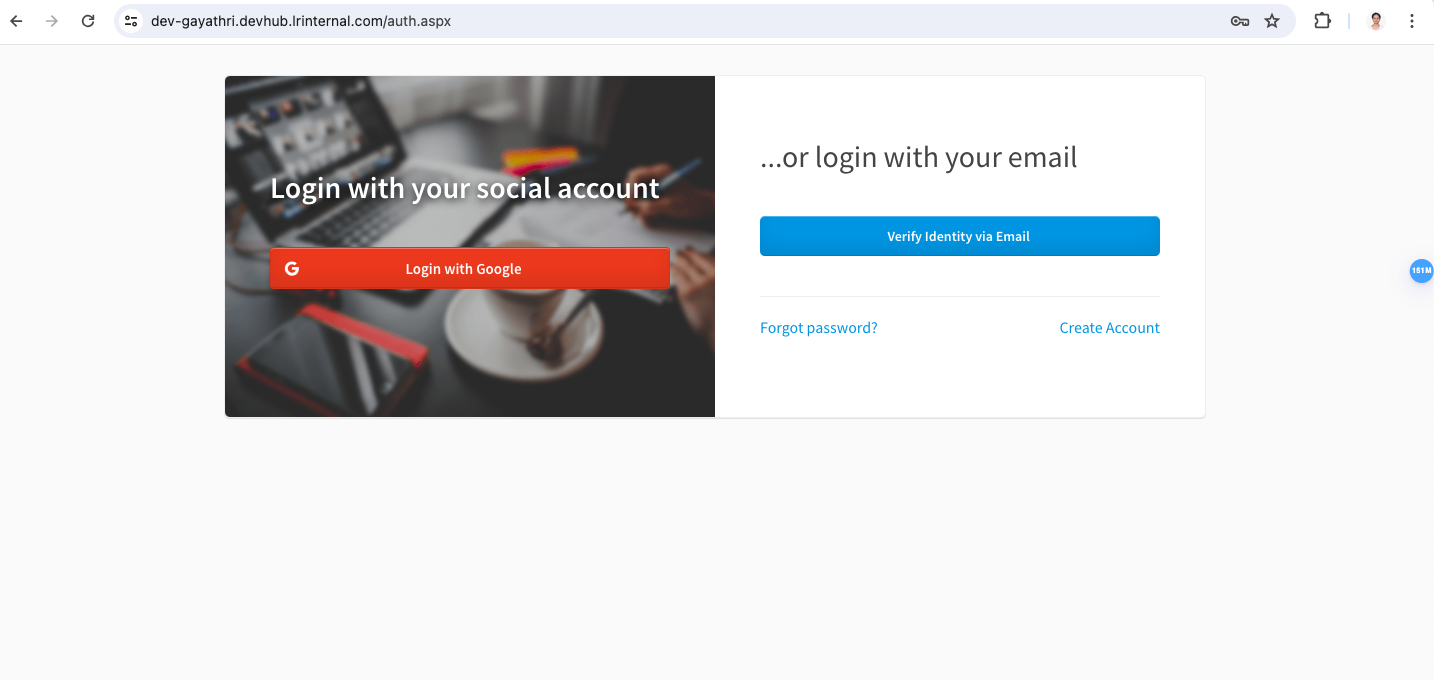 dev-gayathri.devhub.lrinternal.com/auth.aspx
Login with your social account
G Login with Google
...or login with your email
Verify Identity via Email
Forgot password? Create Account
151M